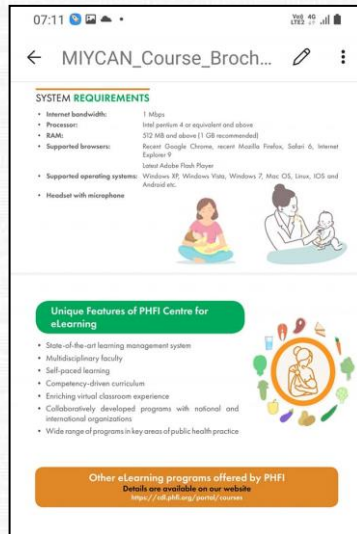 07:11
Vo) 4G
LTE2
MIYCAN_Course_Broch...
SYSTEM REQUIREMENTS
• Internet bandwidth: 1 Mbps
• Processor: Intel pentium 4 or equivalent and above
• RAM: 512 MB and above (1 GB recommended)
• Supported browsers: Recent Google Chrome, recent Mozilla Firefox, Safari 6, Internet
Explorer 9
Latest Adobe Flash Player
• Supported operating systems: Windows XP, Windows Vista, Windows 7, Mac OS, Linux, IOS and
Android etc.
• Headset with microphone
Unique Features of PHFI Centre for
eLearning
• State-of-the-art learning management system
• Multidisciplinary faculty
• Self-paced learning
• Competency-driven curriculum
• Enriching virtual classroom experience
• Collaboratively developed programs with national and
international organizations
• Wide range of programs in key areas of public health practice
Other eLearning programs offered by PHFI
Details are available on our website
https://cdl.phfi.org/portal/courses